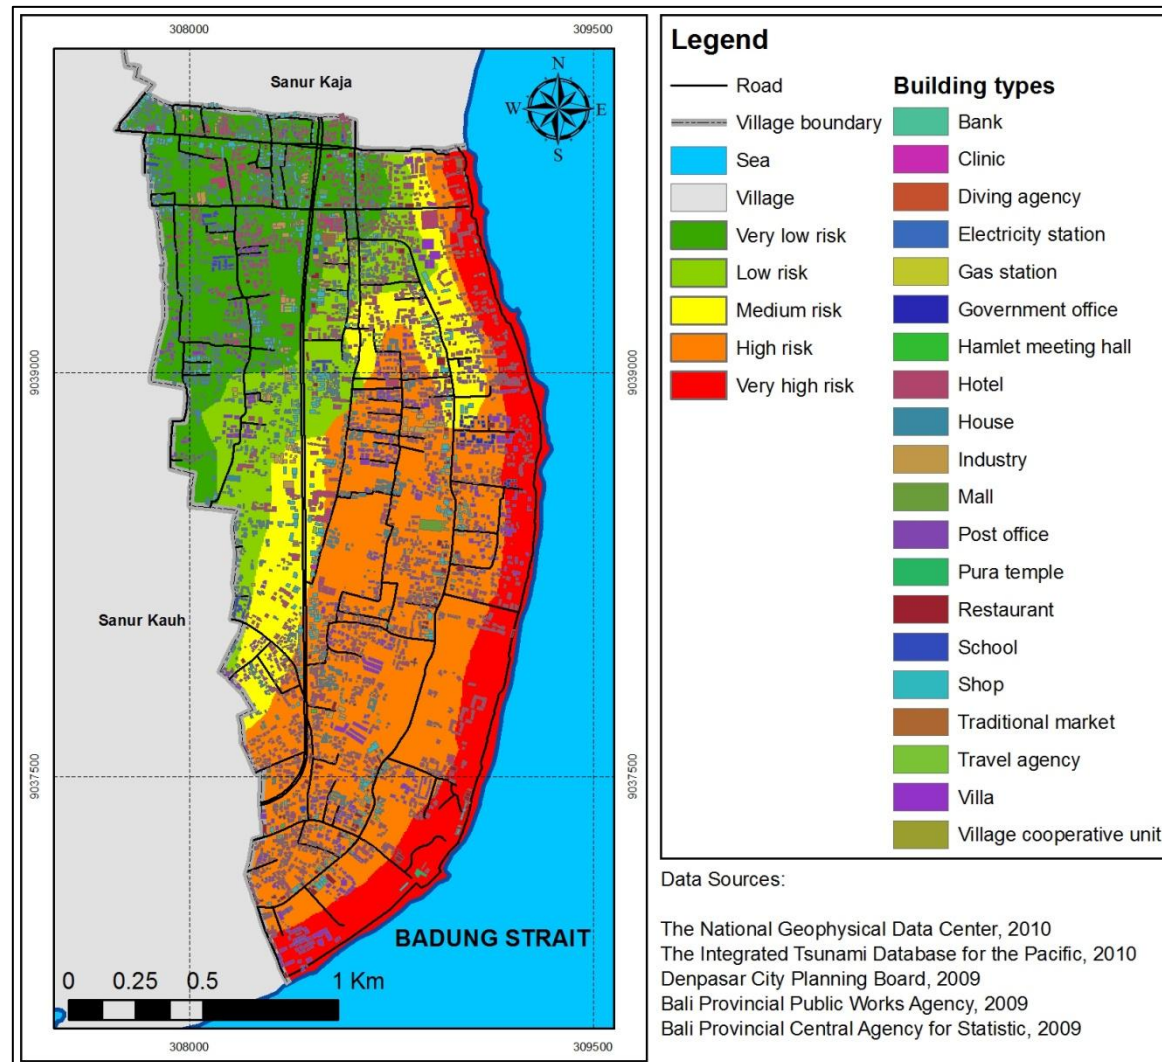 308000
309500
Sanur Kaja
N
W
E
S
9039000
9039000
Sanur Kauh
9037500
9037500
BADUNG STRAIT
0 0.25 0.5 1 Km
308000
309500
Legend
Road
Village boundary
Sea
Village
Very low risk
Low risk
Medium risk
High risk
Very high risk
Building types
Bank
Clinic
Diving agency
Electricity station
Gas station
Government office
Hamlet meeting hall
Hotel
House
Industry
Mall
Post office
Pura temple
Restaurant
School
Shop
Traditional market
Travel agency
Villa
Village cooperative unit
Data Sources:
The National Geophysical Data Center, 2010
The Integrated Tsunami Database for the Pacific, 2010
Denpasar City Planning Board, 2009
Bali Provincial Public Works Agency, 2009
Bali Provincial Central Agency for Statistic, 2009